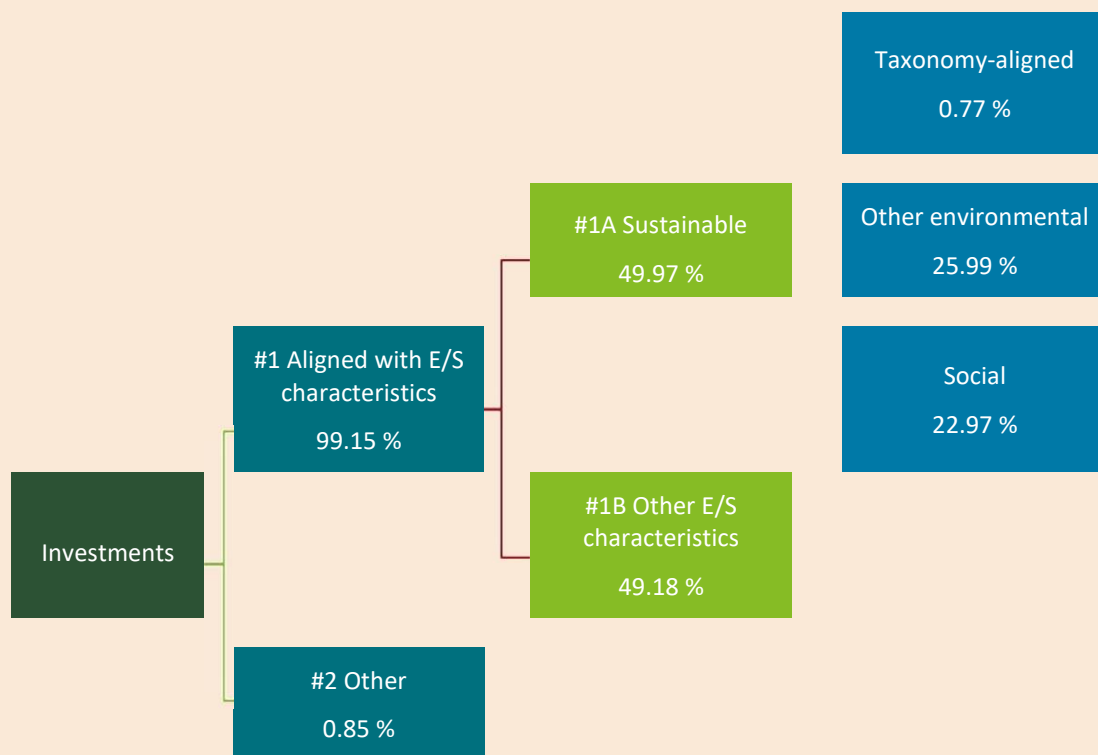 Taxonomy-aligned
0.77 %
#1A Sustainable
49.97 %
Other environmental
25.99 %
#1 Aligned with E/S
characteristics
99.15 %
Social
22.97 %
Investments
#1B Other E/S
characteristics
49.18 %
#2 Other
0.85 %